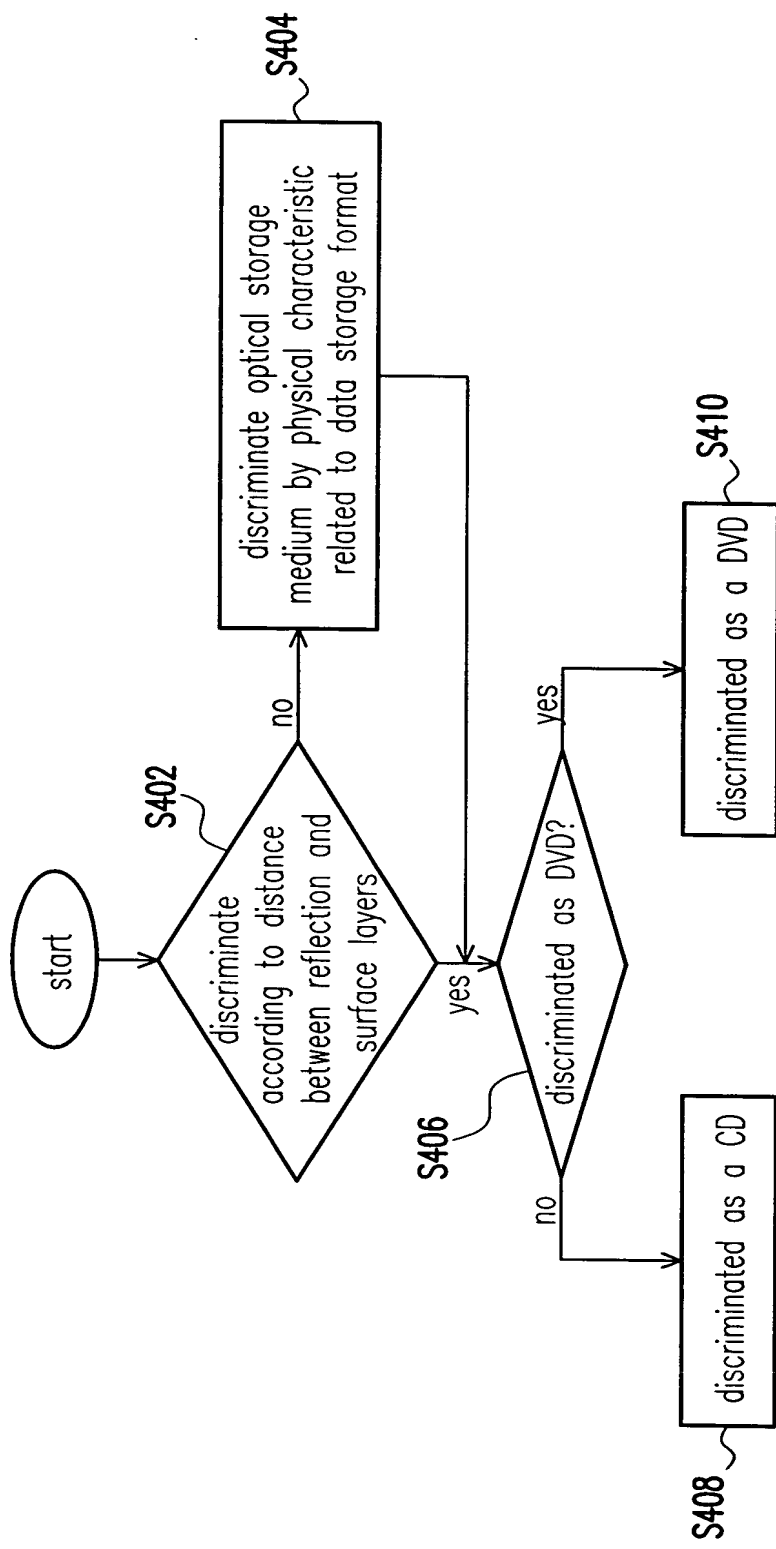 start
S402
discriminate
according to distance
between reflection and
surface layers
no
S404
discriminate optical storage
medium by physical characteristic
related to data storage format
yes
S406
discriminated as DVD?
no
yes
S408
discriminated as a CD
discriminated as a DVD
S410